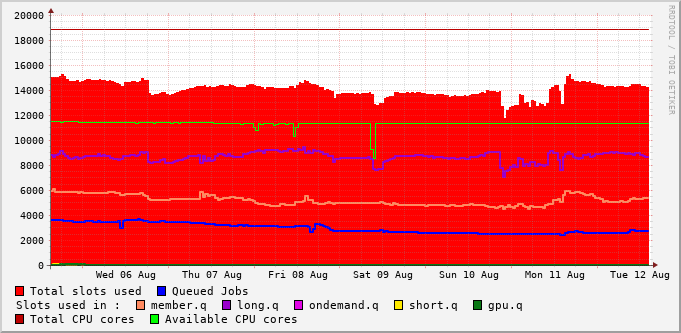 20000
18000
16000
14000
12000
10000
8000
6000
4000
2000
0
Wed 06 Aug Thu 07 Aug Fri 08 Aug Sat 09 Aug Sun 10 Aug Mon 11 Aug Tue 12 Aug
Total slots used Queued Jobs
Slots used in : member.q long.q ondemand.q short.q gpu.q
Total CPU cores Available CPU cores
RRDTOOL / TOBI OETIKER